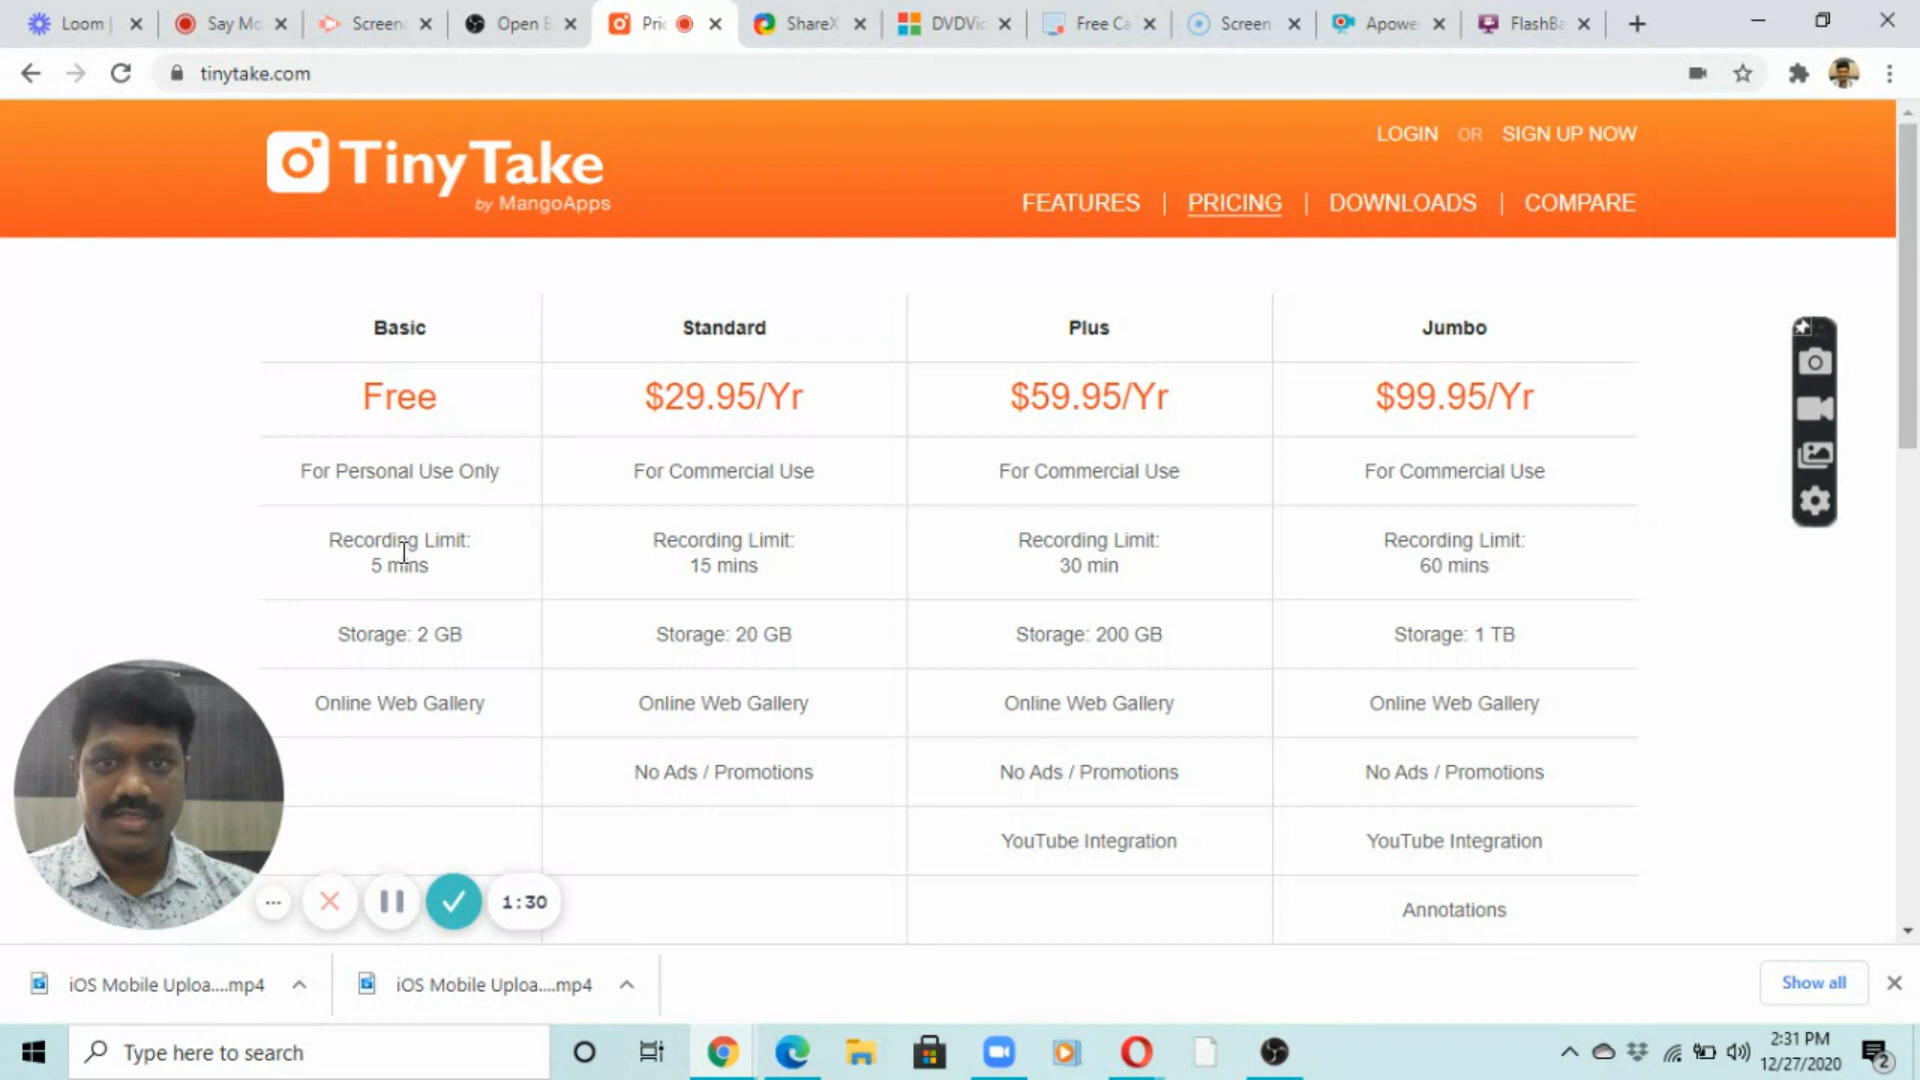 Loom
Say Mo
Screenc
Open B
Pric
ShareX
DVDVic
Free Ca
Screen
Apowe
FlashBa
tinytake.com
LOGIN OR SIGN UP NOW
TinyTake
by MangoApps
FEATURES | PRICING | DOWNLOADS | COMPARE
Basic Standard Plus Jumbo
Free $29.95/Yr $59.95/Yr $99.95/Yr
For Personal Use Only For Commercial Use For Commercial Use For Commercial Use
Recording Limit: Recording Limit: Recording Limit: Recording Limit:
5 mins 15 mins 30 min 60 mins
Storage: 2 GB Storage: 20 GB Storage: 200 GB Storage: 1 TB
Online Web Gallery Online Web Gallery Online Web Gallery Online Web Gallery
No Ads / Promotions No Ads / Promotions No Ads / Promotions
YouTube Integration YouTube Integration
Annotations
1:30
iOS Mobile Uploa....mp4 iOS Mobile Uploa....mp4 Show all
Type here to search
2:31 PM
12/27/2020
2